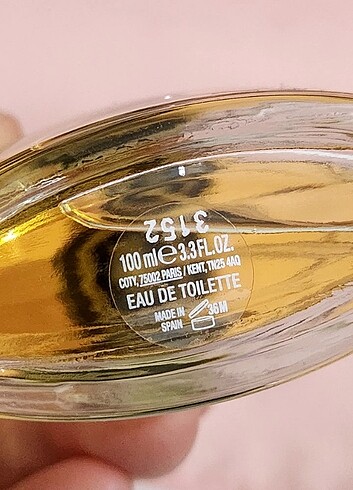 3152
100 ml e 3.3 FL.OZ.
COTY, 75002 PARIS / KENT, TN25 4AQ
EAU DE TOILETTE
MADE IN
SPAIN
36M